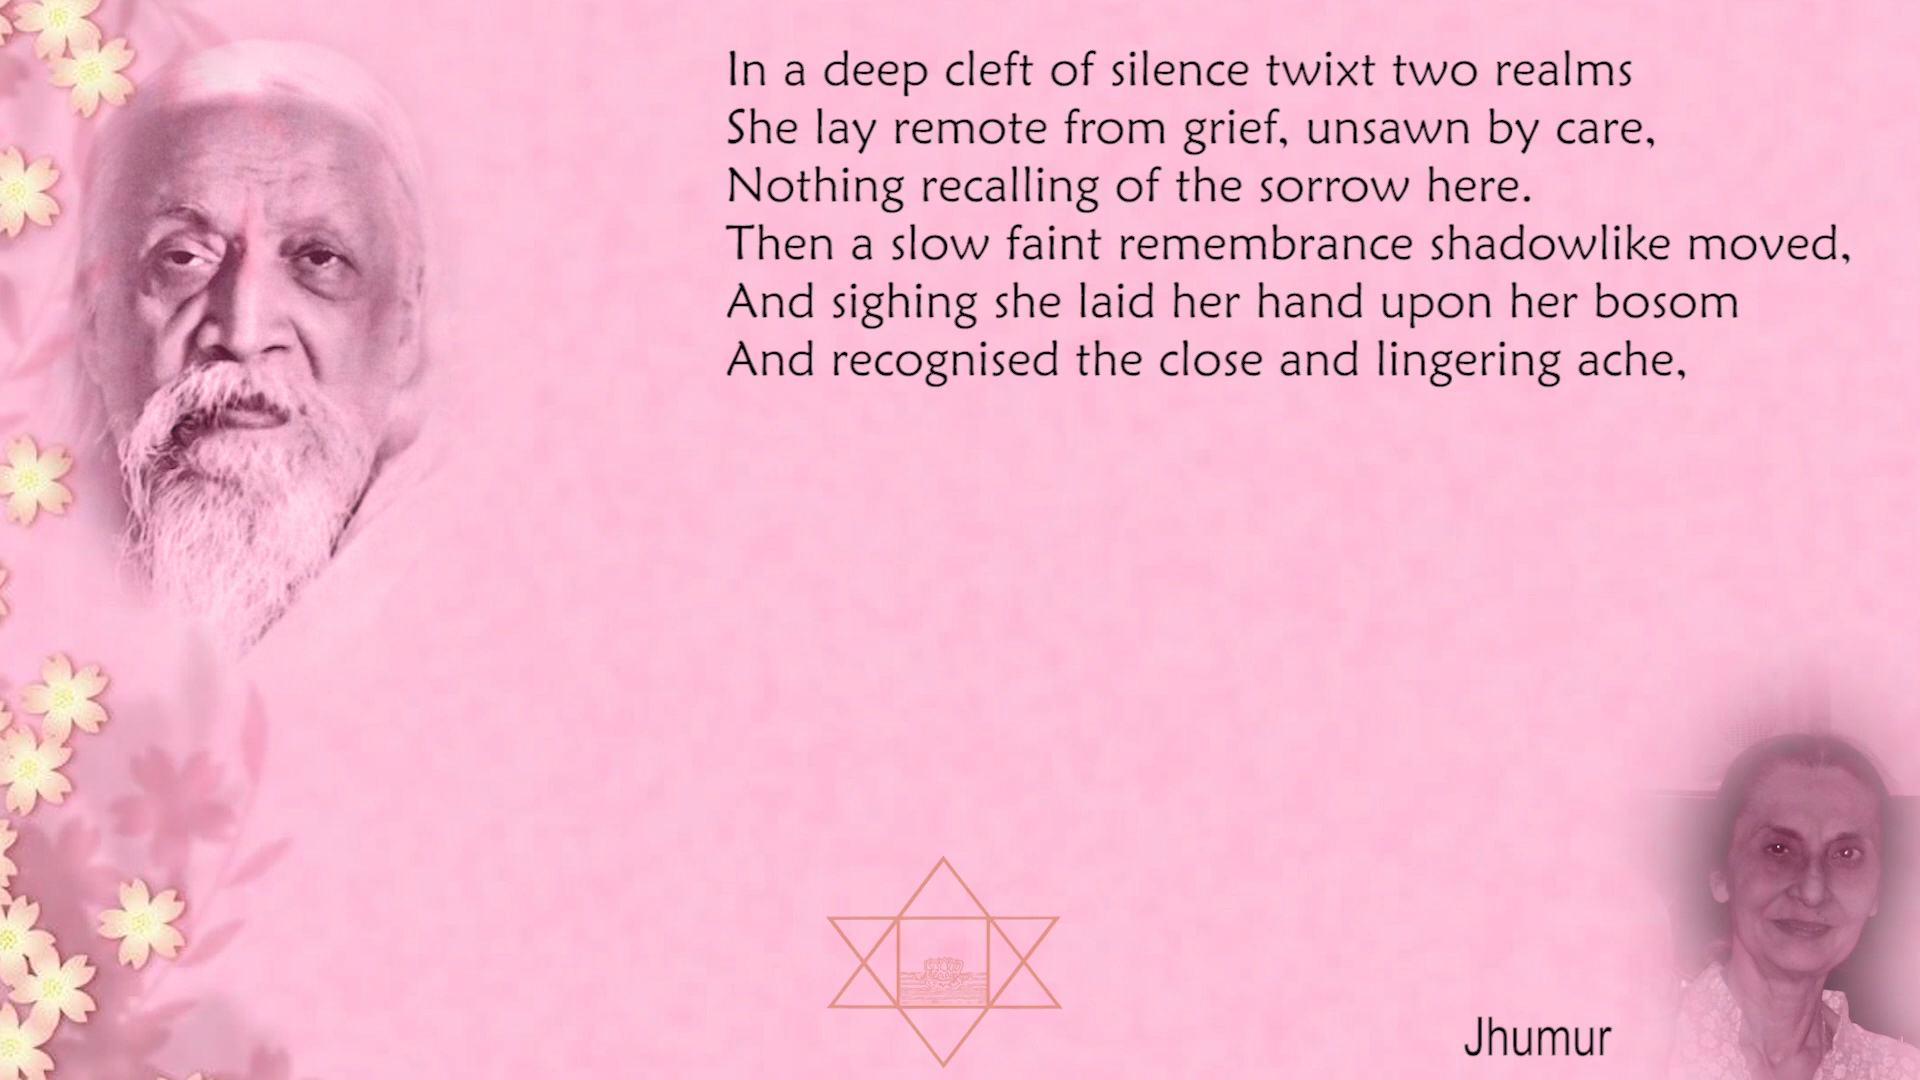 In a deep cleft of silence twixt two realms
She lay remote from grief, unsawn by care,
Nothing recalling of the sorrow here.
Then a slow faint remembrance shadowlike moved,
And sighing she laid her hand upon her bosom
And recognised the close and lingering ache,
Jhumur